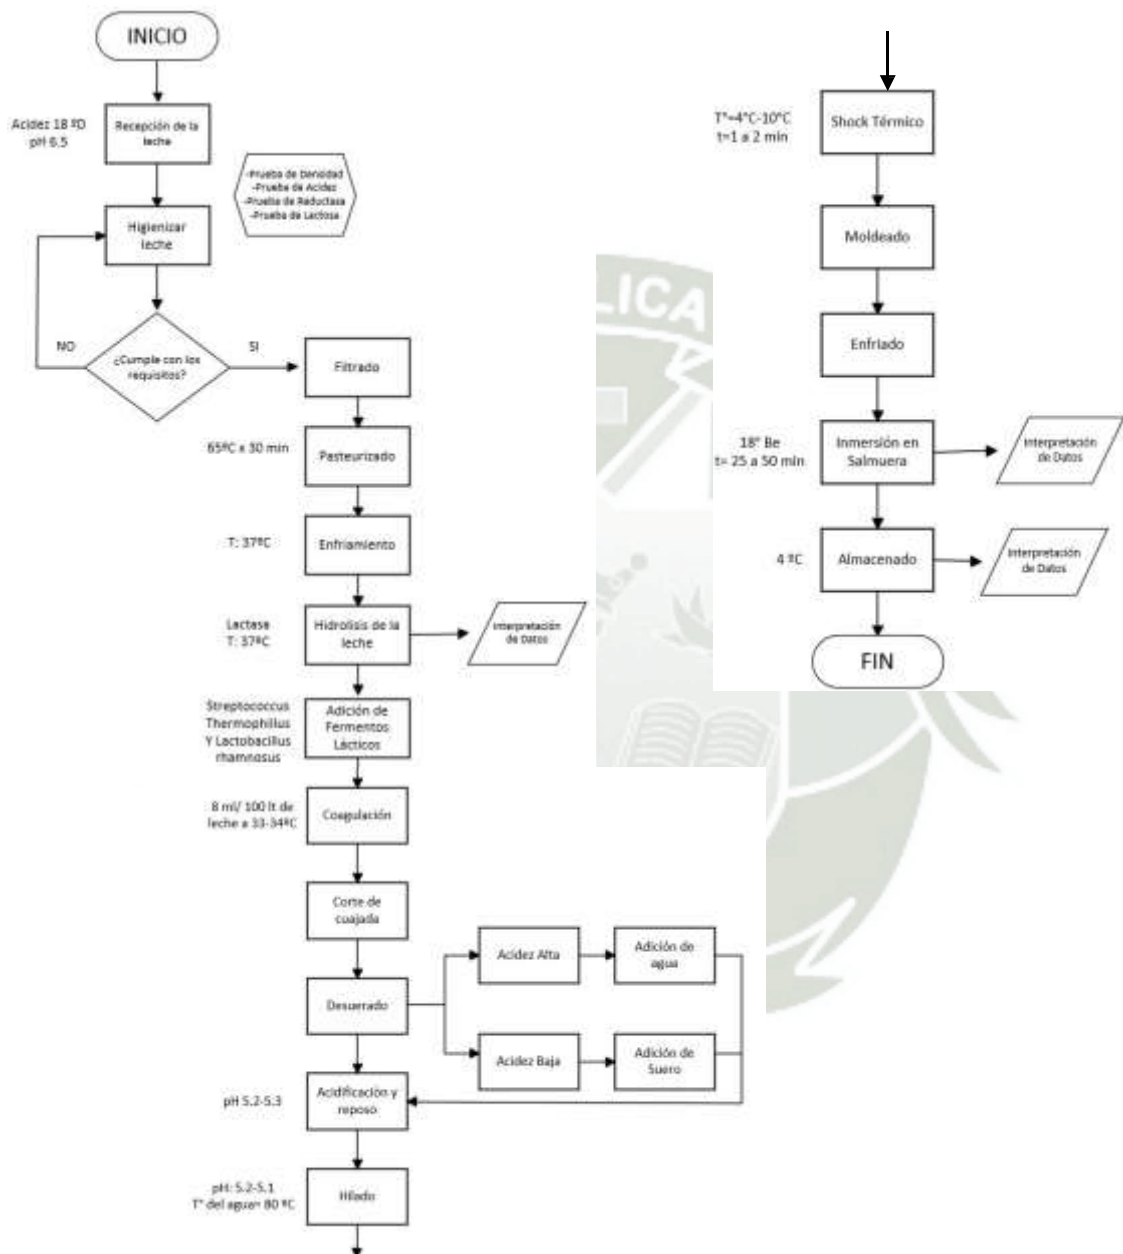 INICIO
Acidez 18 ºD
pH 6.5
Recepción de la
leche
-Prueba de Densidad
-Prueba de Acidez
-Prueba de Reductasa
-Prueba de Lactosa
Higienizar
leche
NO
¿Cumple con los
requisitos?
SI
Filtrado
65ºC x 30 min
Pasteurizado
T: 37ºC
Enfriamiento
Lactasa
T: 37ºC
Hidrolisis de la
leche
Interpretación
de Datos
Streptococcus
Thermophillus
Y Lactobacillus
rhamnosus
Adición de
Fermentos
Lácticos
8 ml/ 100 lt de
leche a 33-34ºC
Coagulación
Corte de
cuajada
Desuerado
Acidez Alta
Adición de
agua
Acidez Baja
Adición de
Suero
pH 5.2-5.3
Acidificación y
reposo
pH: 5.2-5.1
T° del agua= 80 ºC
Hilado
T°=4°C-10°C
t=1 a 2 min
Shock Térmico
Moldeado
Enfriado
18° Be
t= 25 a 50 min
Inmersión en
Salmuera
Interpretación
de Datos
4 ºC
Almacenado
Interpretación
de Datos
FIN
LICA